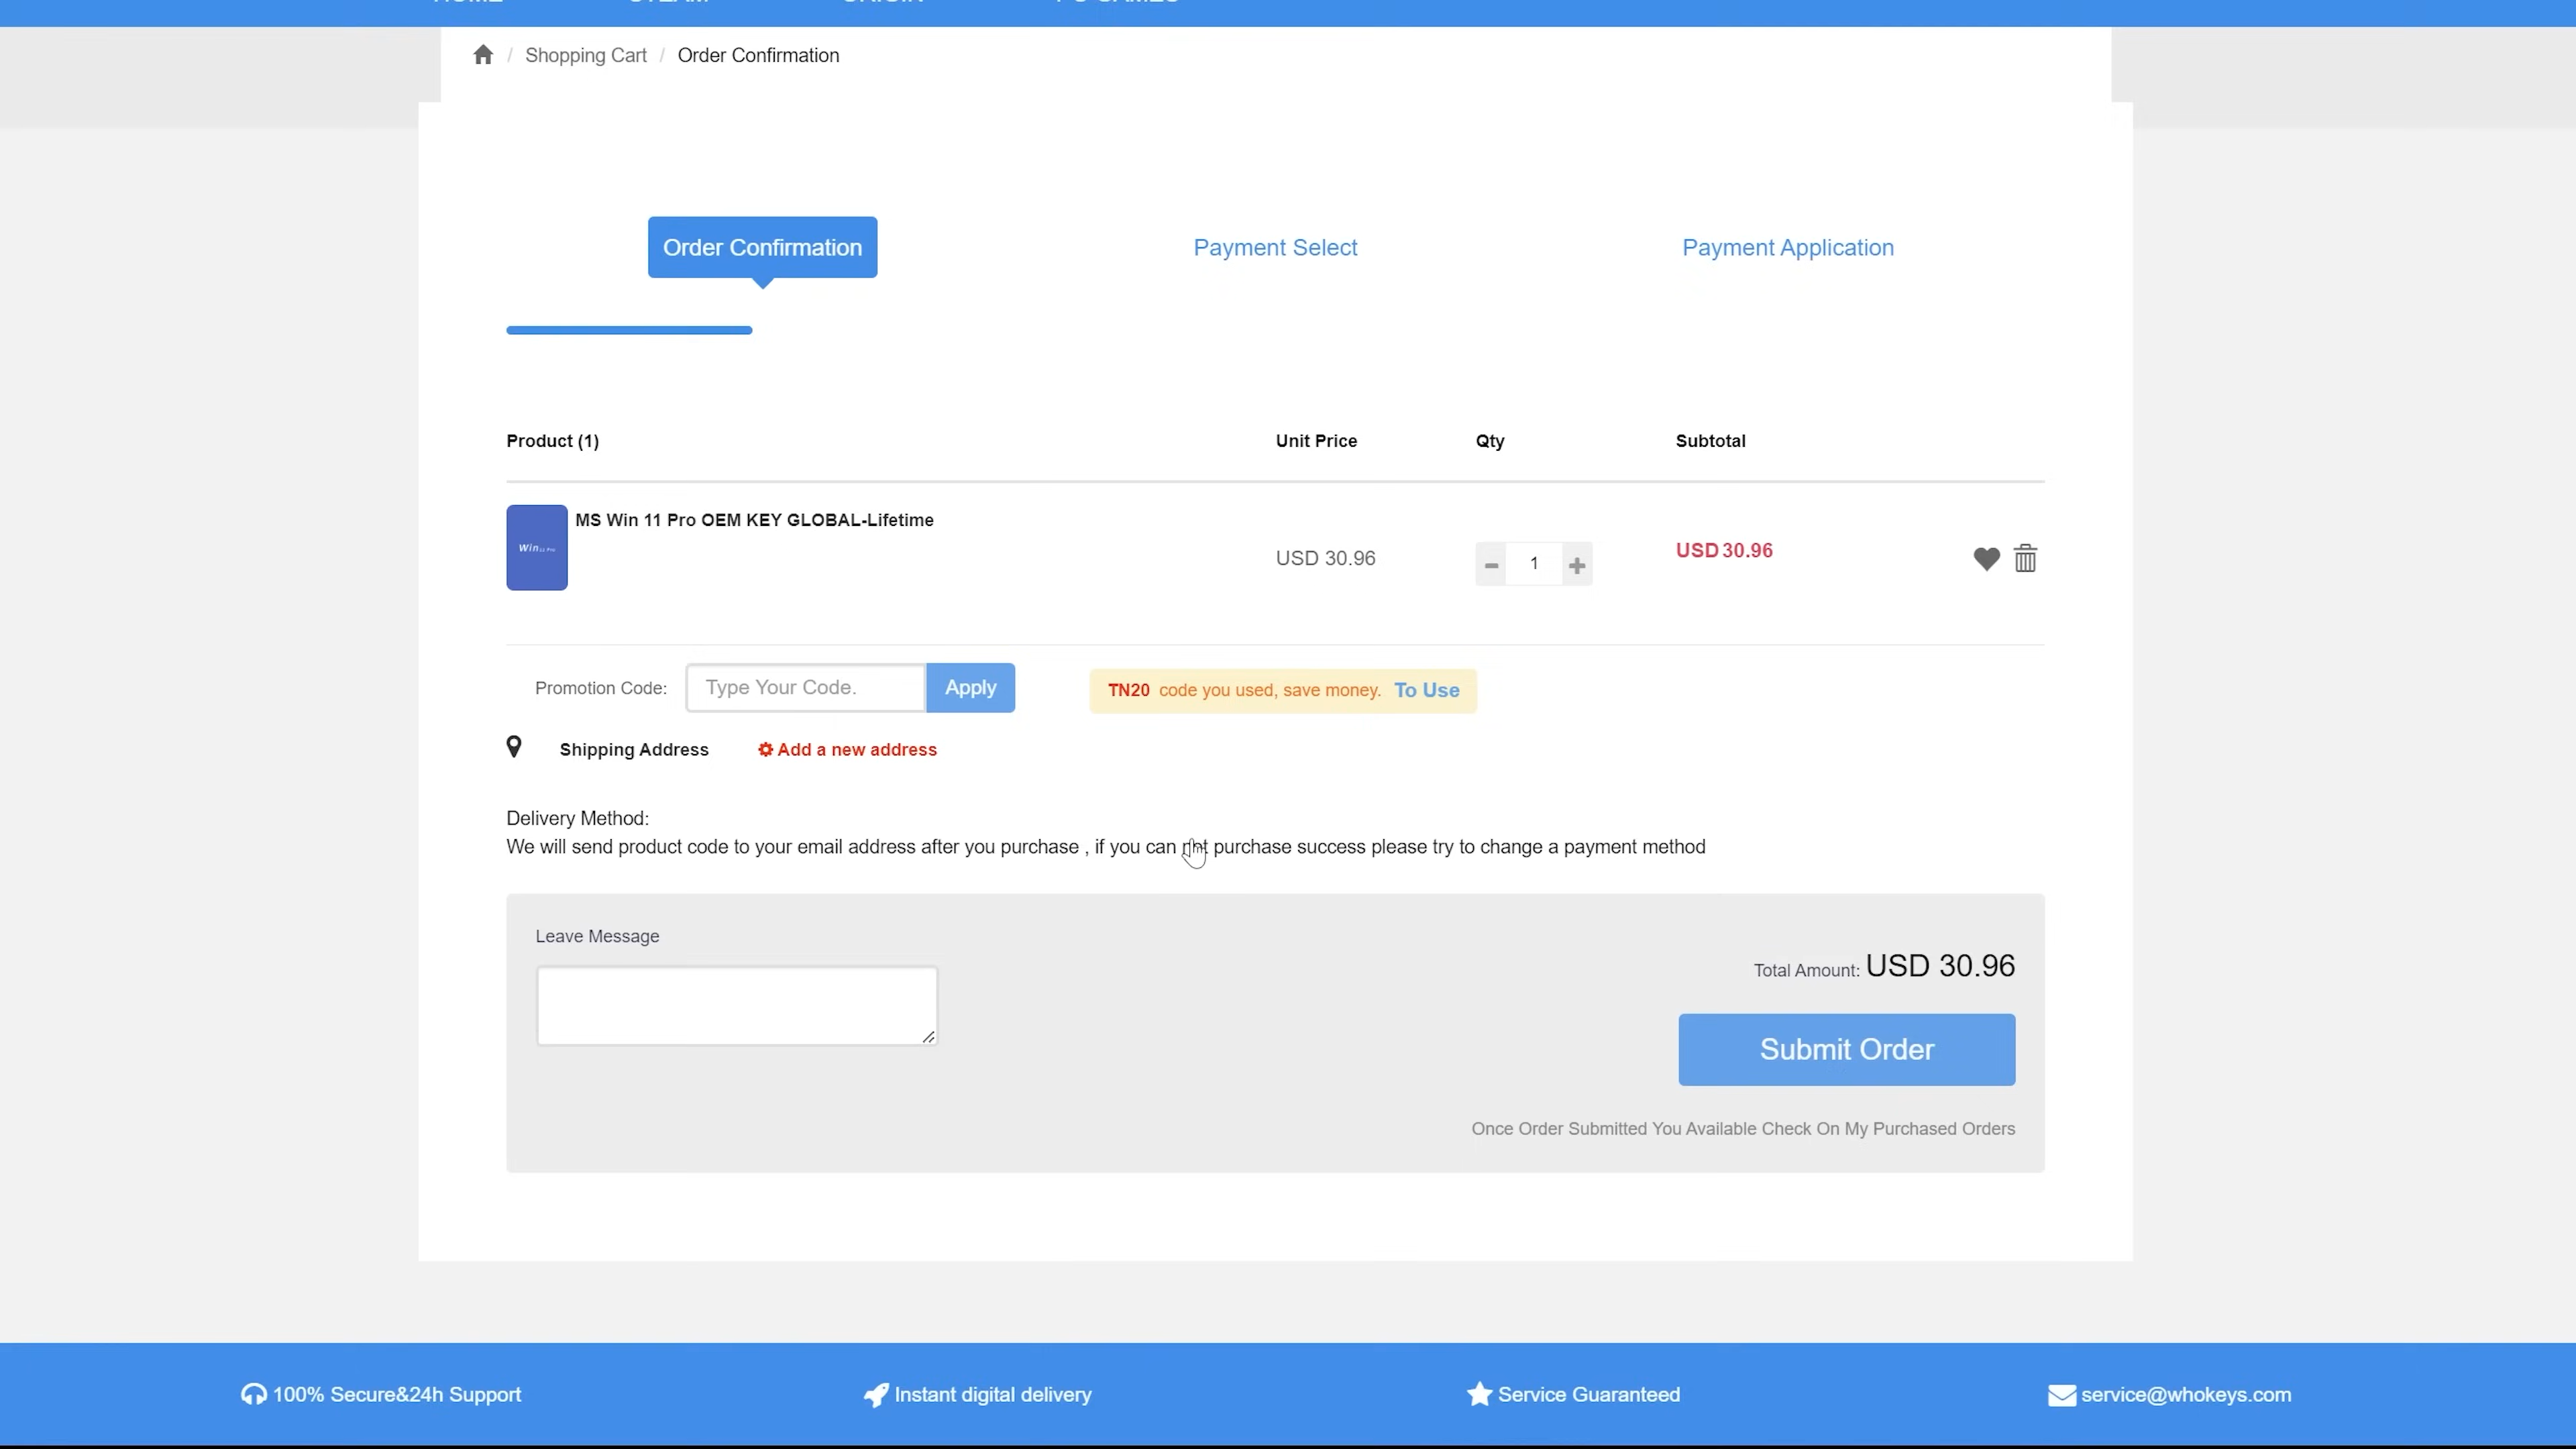 Shopping Cart / Order Confirmation
Order Confirmation
Payment Select
Payment Application
Product (1)
Unit Price
Qty
Subtotal
MS Win 11 Pro OEM KEY GLOBAL-Lifetime
USD 30.96
1
USD 30.96
Promotion Code:
Type Your Code.
Apply
TN20 code you used, save money. To Use
Shipping Address
Add a new address
Delivery Method:
We will send product code to your email address after you purchase , if you can not purchase success please try to change a payment method
Leave Message
Total Amount: USD 30.96
Submit Order
Once Order Submitted You Available Check On My Purchased Orders
100% Secure&24h Support
Instant digital delivery
Service Guaranteed
service@whokeys.com